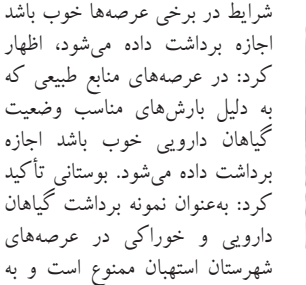 شرایط در برخی عرصه‌ها خوب باشد
اجازه برداشت داده می‌شود، اظهار
کرد: در عرصه‌های منابع طبیعی که
به دلیل بارش‌های مناسب وضعیت
گیاهان دارویی خوب باشد اجازه
برداشت داده می‌شود. بوستانی تأکید
کرد: به‌عنوان نمونه برداشت گیاهان
دارویی و خوراکی در عرصه‌های
شهرستان استهبان ممنوع است و به